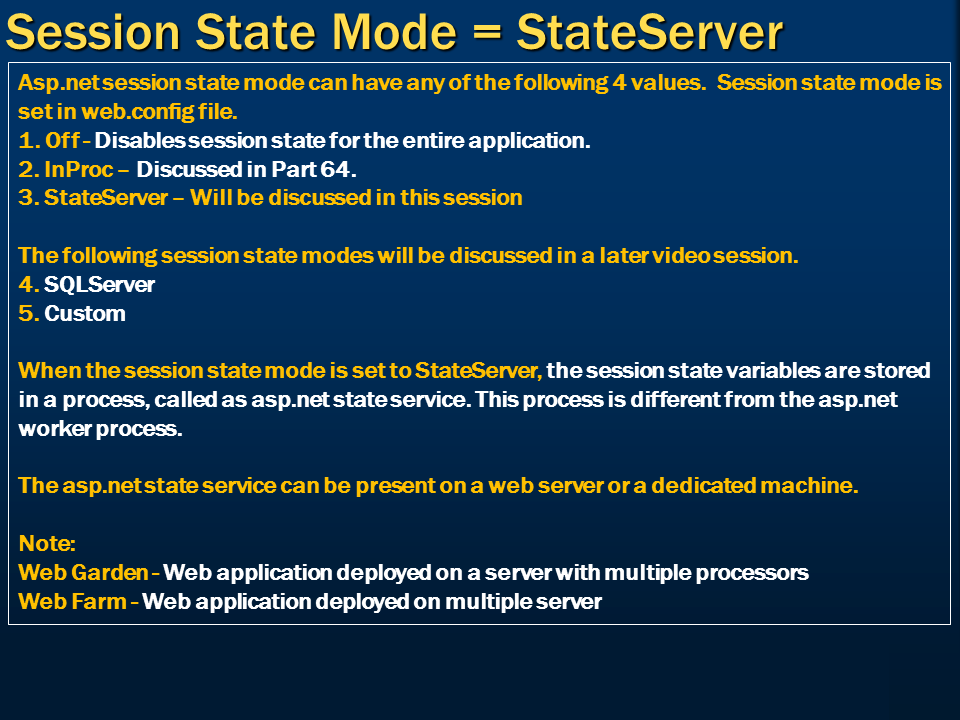 Session State Mode = StateServer
Asp.net session state mode can have any of the following 4 values.  Session state mode is
set in web.config file.
1. Off - Disables session state for the entire application.
2. InProc – Discussed in Part 64.
3. StateServer – Will be discussed in this session
The following session state modes will be discussed in a later video session.
4. SQLServer
5. Custom
When the session state mode is set to StateServer, the session state variables are stored
in a process, called as asp.net state service. This process is different from the asp.net
worker process.
The asp.net state service can be present on a web server or a dedicated machine.
Note:
Web Garden - Web application deployed on a server with multiple processors
Web Farm - Web application deployed on multiple server